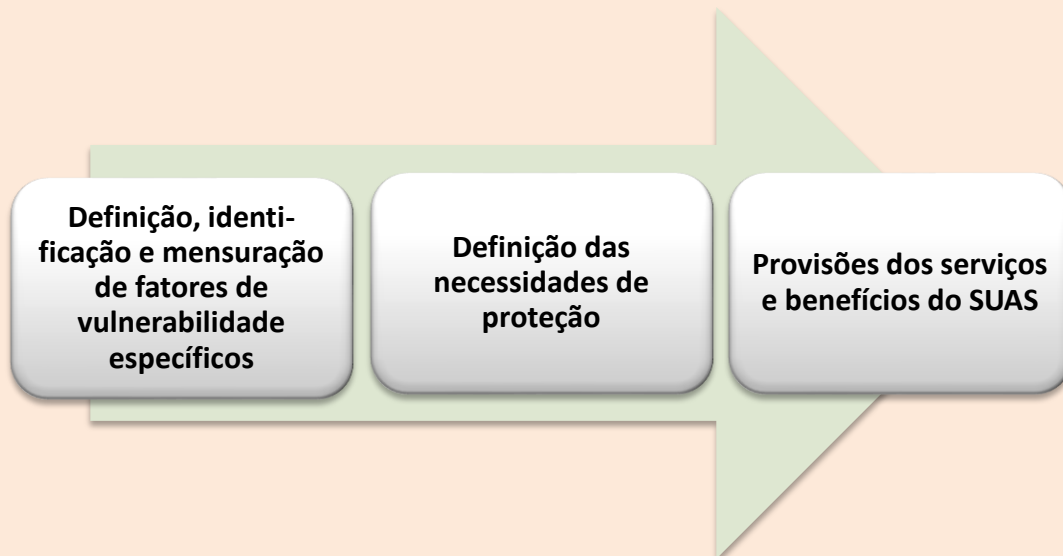 Definição, identi-
ficação e mensuração
de fatores de
vulnerabilidade
específicos
Definição das
necessidades de
proteção
Provisões dos serviços
e benefícios do SUAS